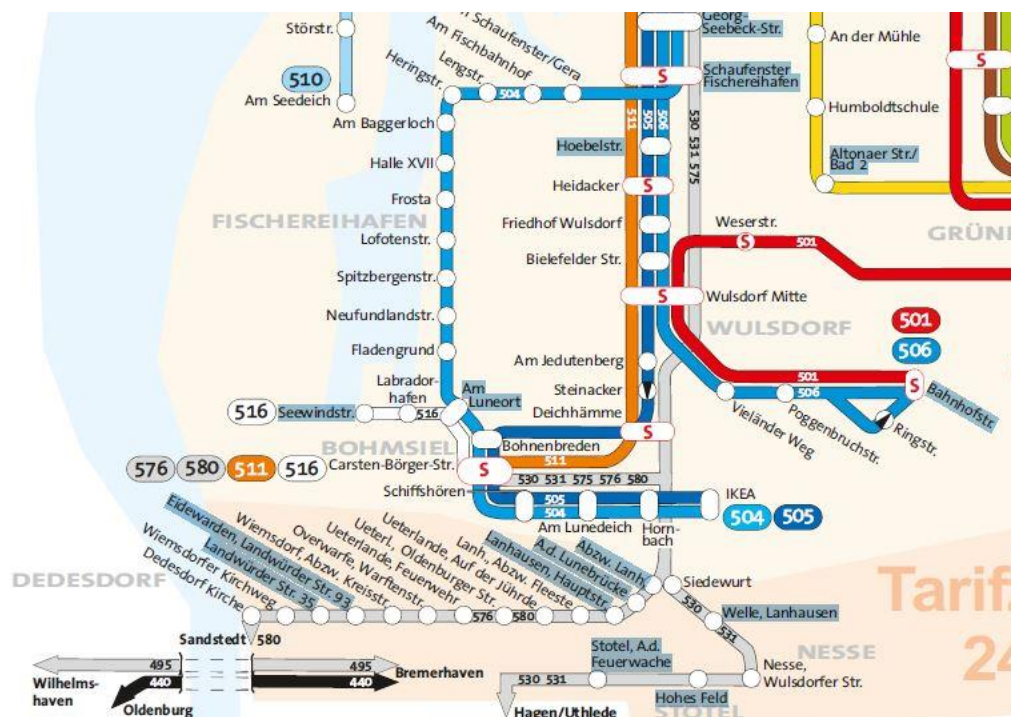 Störstr.
510
Am Seedeich
Schaufenster/Gera
Am Fischbahnhof
Lengstr.
Heringstr.
504
Am Baggerloch
Halle XVII
Frosta
FISCHEREIHAFEN
Lofotenstr.
Spitzbergenstr.
Neufundlandstr.
Fladengrund
Labrador-
hafen
Am
Luneort
516
Seewindstr.
516
BOHMSIEL
Bohnenbreden
576
580
511
516
Carsten-Börger-Str.
S
511
530 531 575 576 580
Schiffshören
505
504
IKEA
504
505
Am Lunedeich
Horn-
bach
Georg-
Seebeck-Str.
S
Schaufenster
Fischereihafen
511
505
506
530
531
575
Hoebelstr.
Heidacker
S
Friedhof Wulsdorf
Bielefelder Str.
S
Wulsdorf Mitte
Am Jedutenberg
Steinacker
Deichhämme
S
Weserstr.
S
501
WULSDORF
501
506
501
506
S
Bahnhofstr.
Ringstr.
Poggenbruchstr.
Vieländer Weg
An der Mühle
Humboldtschule
Altonaer Str./
Bad 2
S
GRÜN
DEDESDORF
Dedesdorf Kirche
Wiemsdorfer Kirchweg
Landwürder Str. 35
Eidewarden, Landwürder Str. 93
Wiemsdorf, Abzw. Kreisstr.
Overwarfe, Warftenstr.
Ueterlande Feuerwehr
Ueterl., Oldenburger Str.
Ueterlande, Auf der Jührde
Lanh., Abzw. Fleeste
Lanhausen, Hauptstr.
A.d. Lunebrücke
Abzw. Lanh.
576
580
Siedewurt
530
Welle, Lanhausen
531
Sandstedt
580
495
495
440
440
Wilhelms-
haven
Oldenburg
Bremerhaven
Stotel, A.d.
Feuerwache
530 531
Hohes Feld
Nesse,
Wulsdorfer Str.
NESSE
STOTEL
Hagen/Uthlede
Tarifz
24